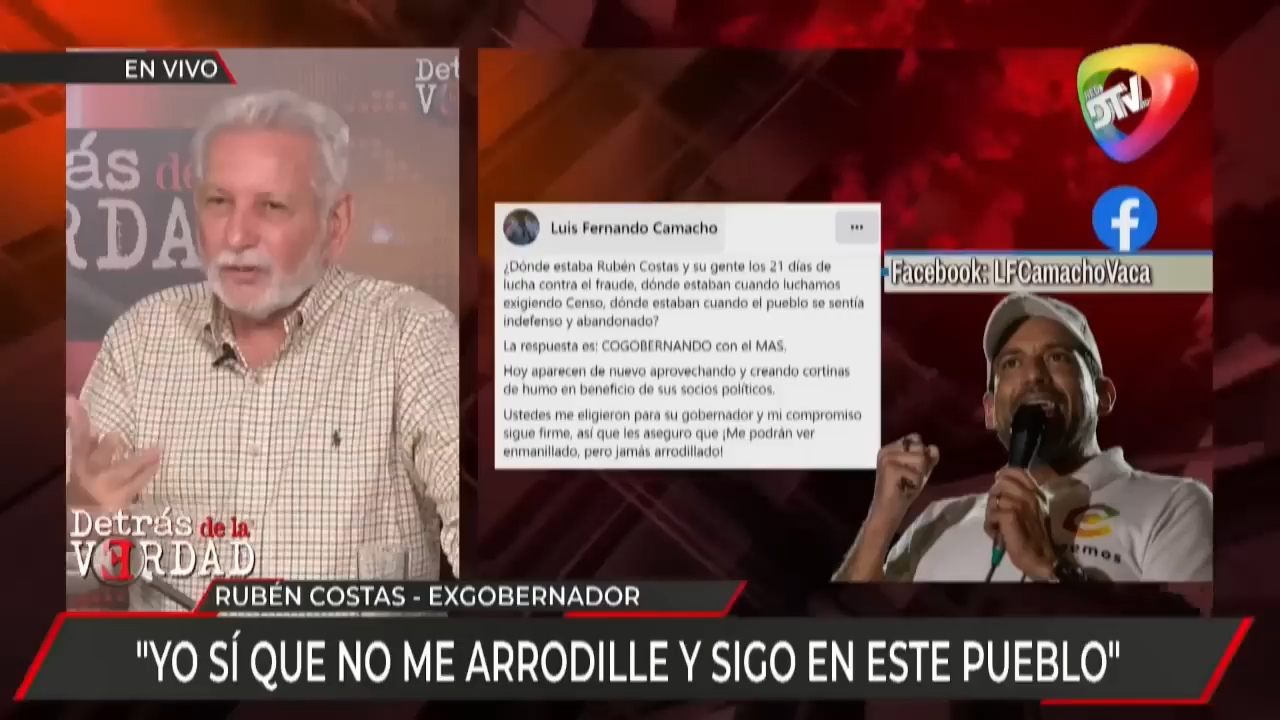 EN VIVO
Det
V
ás de
RDA
DTV
Luis Fernando Camacho
...
¿Dónde estaba Rubén Costas y su gente los 21 días de
lucha contra el fraude, dónde estaban cuando luchamos
exigiendo Censo, dónde estaban cuando el pueblo se sentía
indefenso y abandonado?
La respuesta es: COGOBERNANDO con el MAS.
Hoy aparecen de nuevo aprovechando y creando cortinas
de humo en beneficio de sus socios políticos.
Ustedes me eligieron para su gobernador y mi compromiso
sigue firme, así que les aseguro que ¡Me podrán ver
enmanillado, pero jamás arrodillado!
f
Facebook: LFCamachoVaca
emos
Detrás de la
VERDAD
RUBÉN COSTAS - EXGOBERNADOR
"YO SÍ QUE NO ME ARRODILLE Y SIGO EN ESTE PUEBLO"